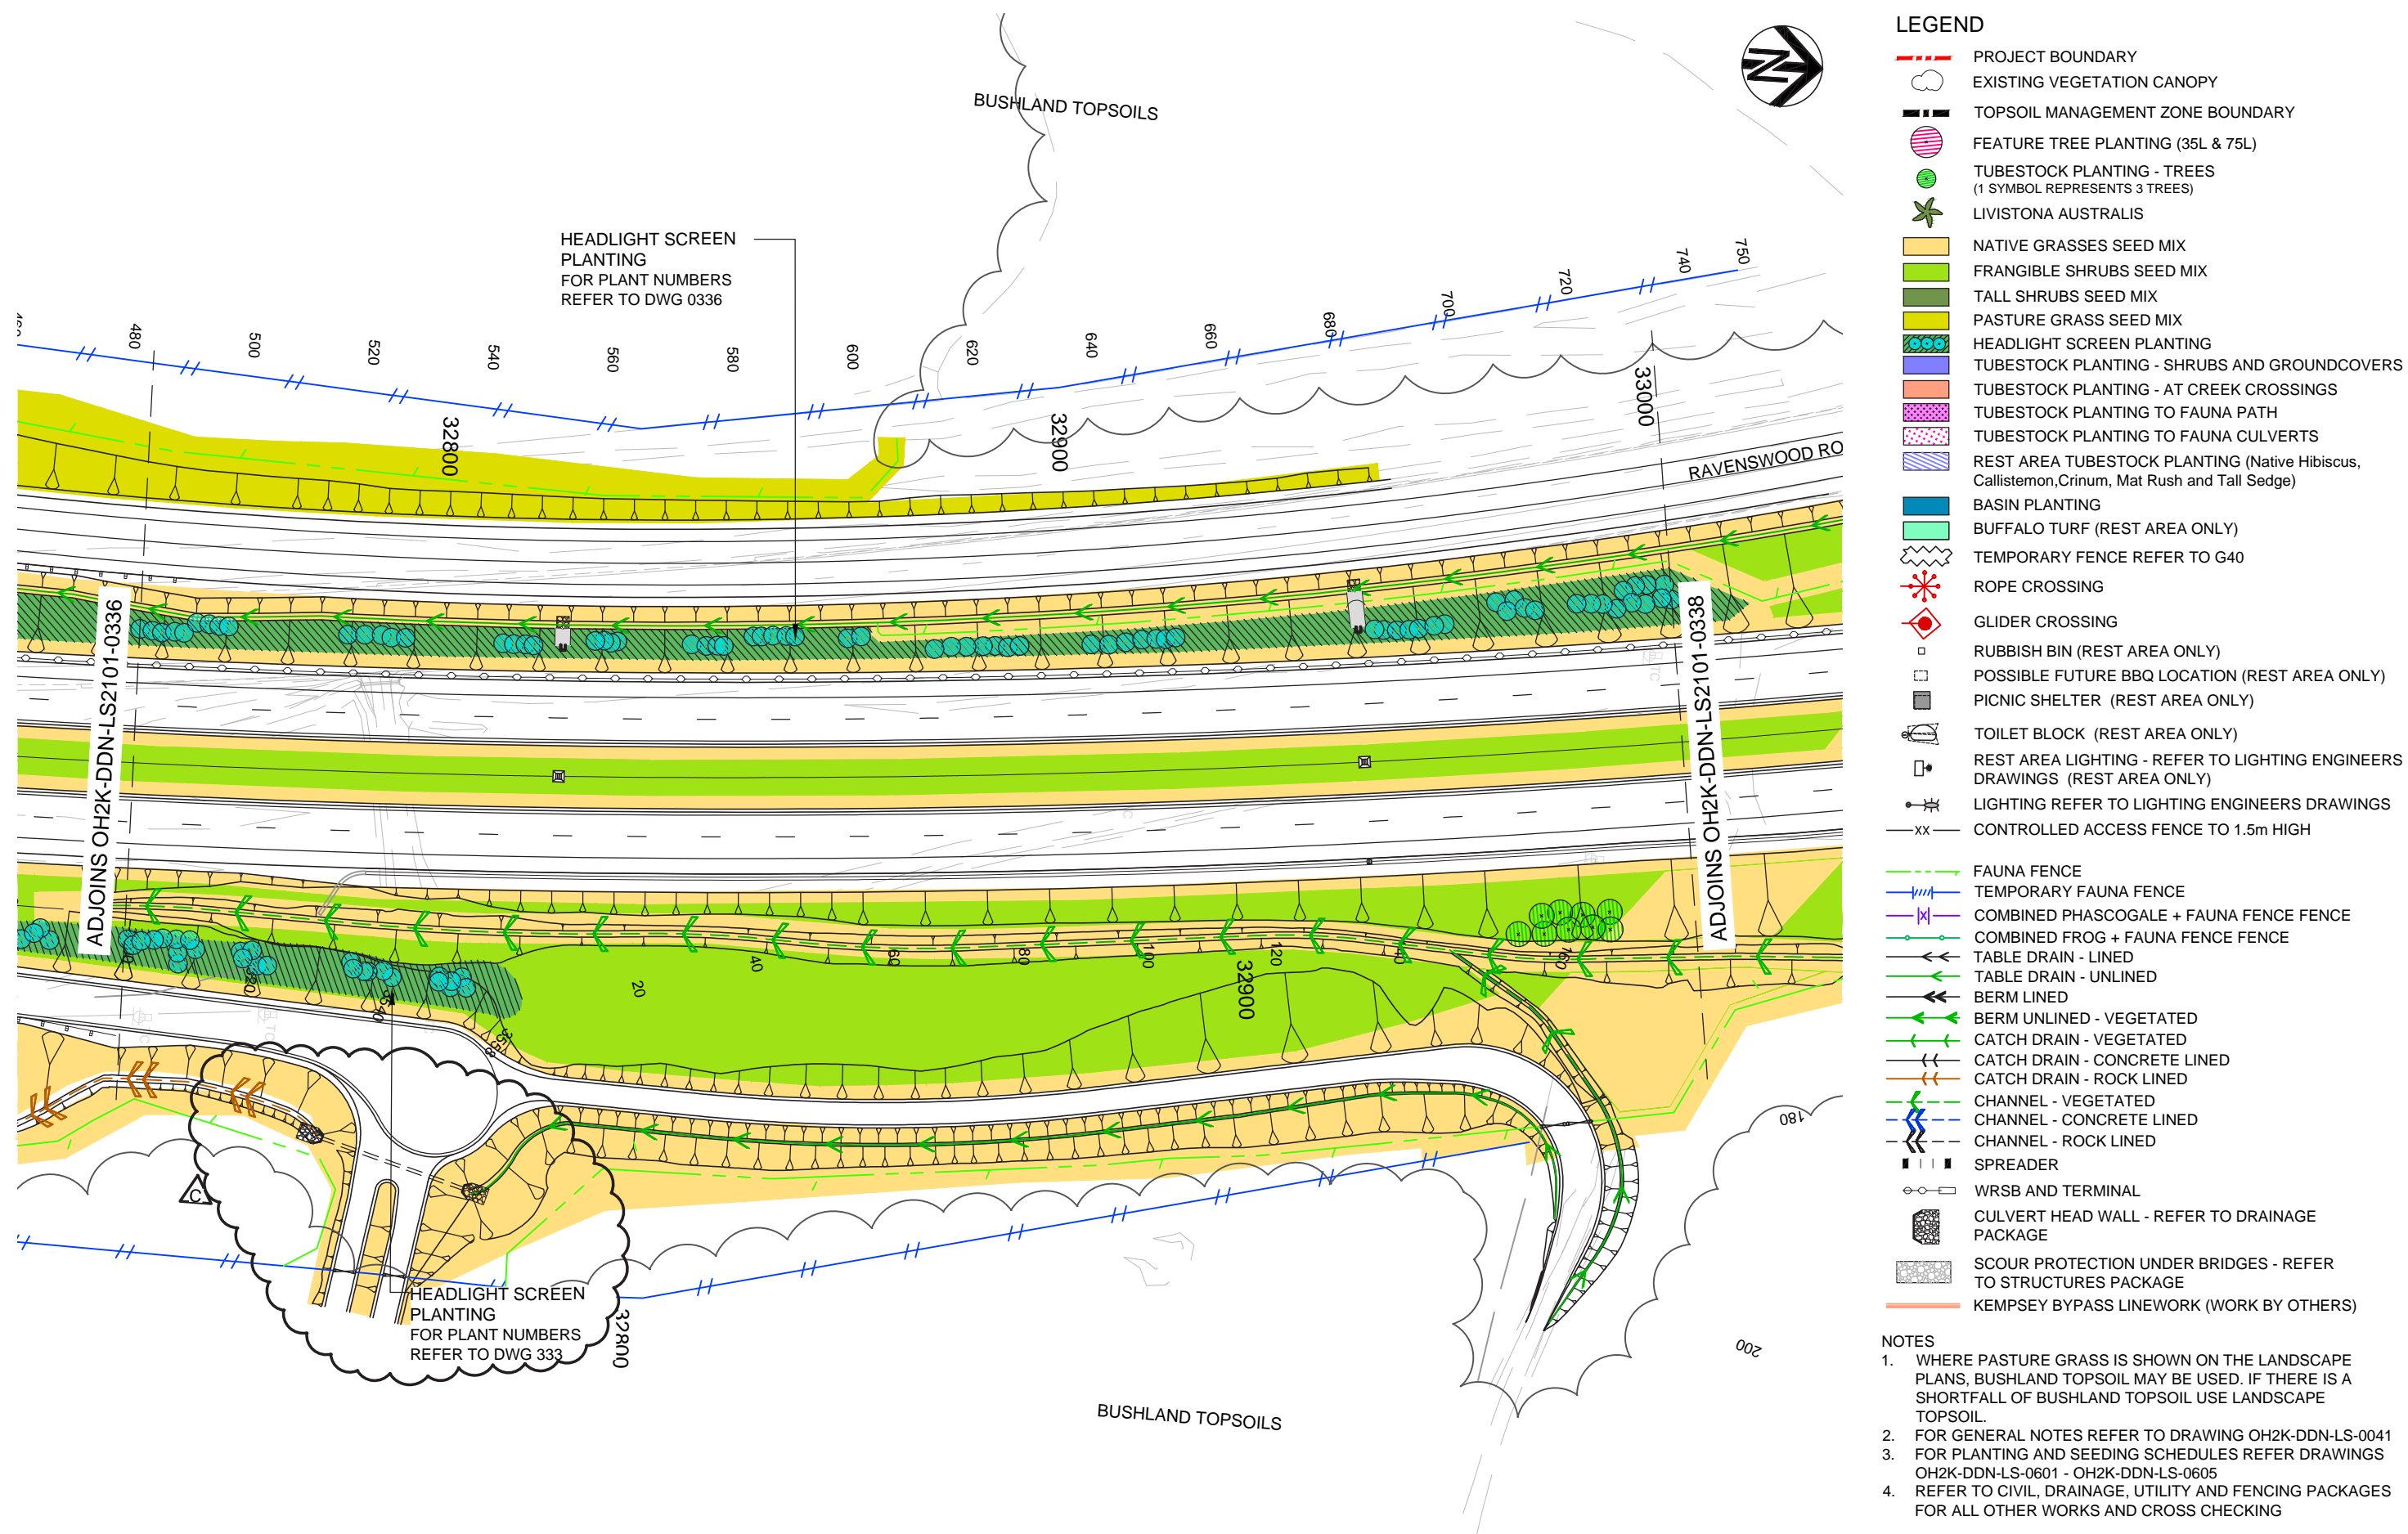 BUSHLAND TOPSOILS
N
HEADLIGHT SCREEN
PLANTING
FOR PLANT NUMBERS
REFER TO DWG 0336
480
500
520
540
560
580
600
620
640
660
680
700
720
740
750
32800
32900
33000
RAVENSWOOD RO
ADJOINS OH2K-DDN-LS2101-0336
ADJOINS OH2K-DDN-LS2101-0338
20
40
60
80
100
120
160
180
200
32900
32800
C
HEADLIGHT SCREEN
PLANTING
FOR PLANT NUMBERS
REFER TO DWG 333
BUSHLAND TOPSOILS
LEGEND
PROJECT BOUNDARY
EXISTING VEGETATION CANOPY
TOPSOIL MANAGEMENT ZONE BOUNDARY
FEATURE TREE PLANTING (35L & 75L)
TUBESTOCK PLANTING - TREES
(1 SYMBOL REPRESENTS 3 TREES)
LIVISTONA AUSTRALIS
NATIVE GRASSES SEED MIX
FRANGIBLE SHRUBS SEED MIX
TALL SHRUBS SEED MIX
PASTURE GRASS SEED MIX
HEADLIGHT SCREEN PLANTING
TUBESTOCK PLANTING - SHRUBS AND GROUNDCOVERS
TUBESTOCK PLANTING - AT CREEK CROSSINGS
TUBESTOCK PLANTING TO FAUNA PATH
TUBESTOCK PLANTING TO FAUNA CULVERTS
REST AREA TUBESTOCK PLANTING (Native Hibiscus,
Callistemon,Crinum, Mat Rush and Tall Sedge)
BASIN PLANTING
BUFFALO TURF (REST AREA ONLY)
TEMPORARY FENCE REFER TO G40
ROPE CROSSING
GLIDER CROSSING
RUBBISH BIN (REST AREA ONLY)
POSSIBLE FUTURE BBQ LOCATION (REST AREA ONLY)
PICNIC SHELTER (REST AREA ONLY)
TOILET BLOCK (REST AREA ONLY)
REST AREA LIGHTING - REFER TO LIGHTING ENGINEERS
DRAWINGS (REST AREA ONLY)
LIGHTING REFER TO LIGHTING ENGINEERS DRAWINGS
XX CONTROLLED ACCESS FENCE TO 1.5m HIGH
FAUNA FENCE
TEMPORARY FAUNA FENCE
X COMBINED PHASCOGALE + FAUNA FENCE FENCE
COMBINED FROG + FAUNA FENCE FENCE
TABLE DRAIN - LINED
TABLE DRAIN - UNLINED
BERM LINED
BERM UNLINED - VEGETATED
CATCH DRAIN - VEGETATED
CATCH DRAIN - CONCRETE LINED
CATCH DRAIN - ROCK LINED
CHANNEL - VEGETATED
CHANNEL - CONCRETE LINED
CHANNEL - ROCK LINED
SPREADER
WRSB AND TERMINAL
CULVERT HEAD WALL - REFER TO DRAINAGE
PACKAGE
SCOUR PROTECTION UNDER BRIDGES - REFER
TO STRUCTURES PACKAGE
KEMPSEY BYPASS LINEWORK (WORK BY OTHERS)
NOTES
1. WHERE PASTURE GRASS IS SHOWN ON THE LANDSCAPE
PLANS, BUSHLAND TOPSOIL MAY BE USED. IF THERE IS A
SHORTFALL OF BUSHLAND TOPSOIL USE LANDSCAPE
TOPSOIL.
2. FOR GENERAL NOTES REFER TO DRAWING OH2K-DDN-LS-0041
3. FOR PLANTING AND SEEDING SCHEDULES REFER DRAWINGS
OH2K-DDN-LS-0601 - OH2K-DDN-LS-0605
4. REFER TO CIVIL, DRAINAGE, UTILITY AND FENCING PACKAGES
FOR ALL OTHER WORKS AND CROSS CHECKING